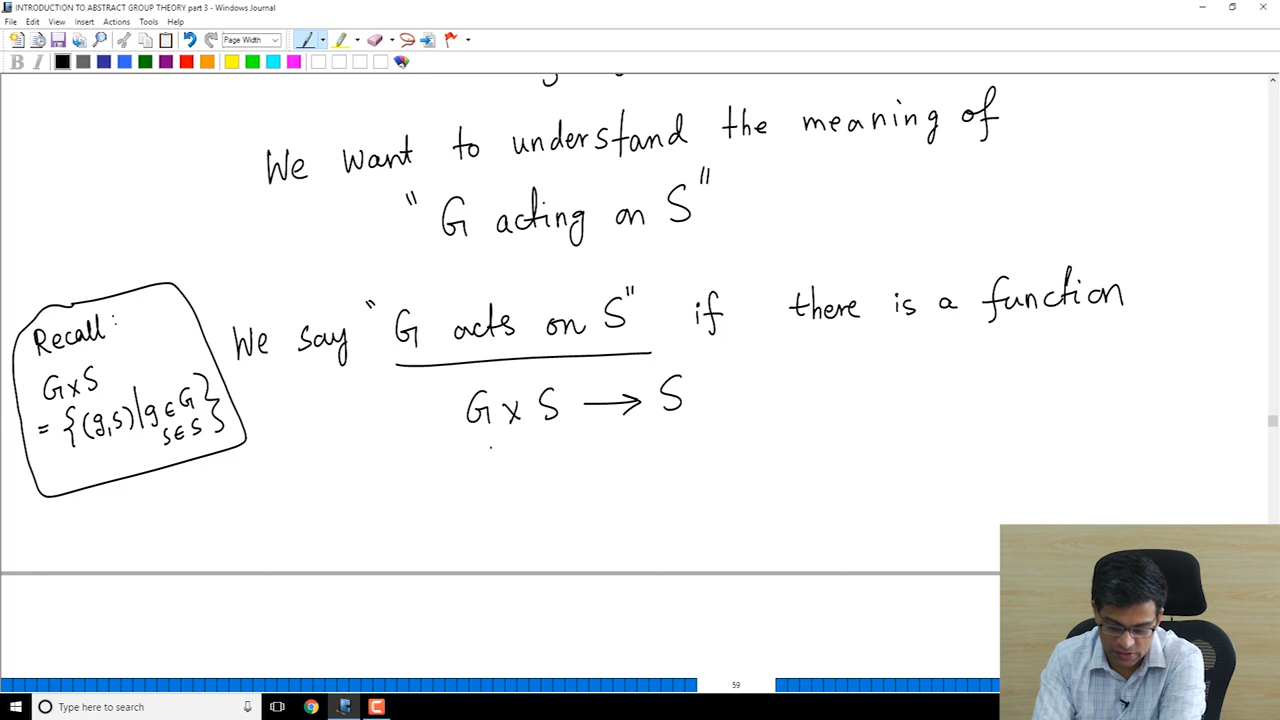 INTRODUCTION TO ABSTRACT GROUP THEORY part 3 - Windows Journal
File Edit View Insert Actions Tools Help
Page Width
B I
We want to understand the meaning of
"G acting on S"
We say "G acts on S" if there is a function
G x S → S
Recall:
G x S
= {(g,s) | g ∈ G
s ∈ S}
59
Type here to search